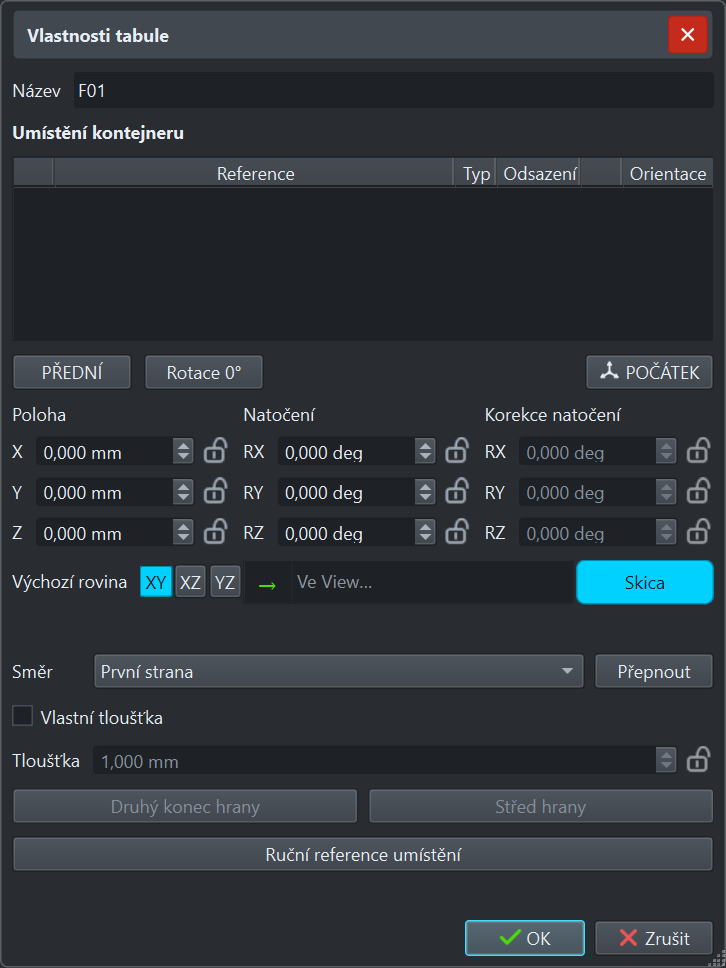 Vlastnosti tabule
Název F01
Umístění kontejneru
Reference Typ Odsazení Orientace
PŘEDNÍ Rotace 0° POČÁTEK
Poloha Natočení Korekce natočení
X 0,000 mm RX 0,000 deg RX 0,000 deg
Y 0,000 mm RY 0,000 deg RY 0,000 deg
Z 0,000 mm RZ 0,000 deg RZ 0,000 deg
Výchozí rovina XY XZ YZ → Ve View... Skica
Směr První strana Přepnout
Vlastní tloušťka
Tloušťka 1,000 mm
Druhý konec hrany Střed hrany
Ruční reference umístění
OK Zrušit